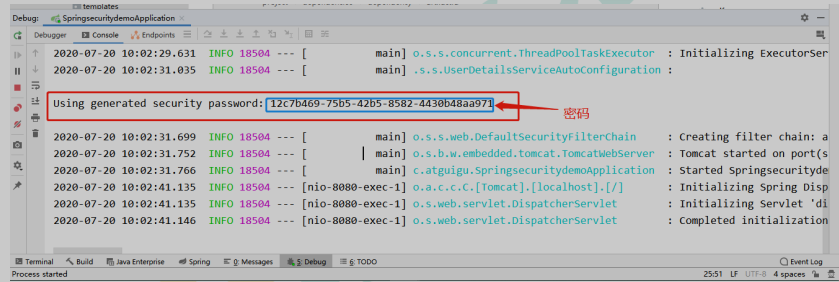 templates
Debug: SpringsecuritydemoApplication ×
Debugger Console Endpoints
2020-07-20 10:02:29.631 INFO 18504 --- [ main] o.s.s.concurrent.ThreadPoolTaskExecutor : Initializing ExecutorSer
2020-07-20 10:02:31.035 INFO 18504 --- [ main] .s.s.UserDetailsServiceAutoConfiguration :
Using generated security password: 12c7b469-75b5-42b5-8582-4430b48aa971
密码
2020-07-20 10:02:31.699 INFO 18504 --- [ main] o.s.s.web.DefaultSecurityFilterChain : Creating filter chain: a
2020-07-20 10:02:31.752 INFO 18504 --- [ main] o.s.b.w.embedded.tomcat.TomcatWebServer : Tomcat started on port(s
2020-07-20 10:02:31.766 INFO 18504 --- [ main] c.atguigu.SpringsecuritydemoApplication : Started Springsecurityde
2020-07-20 10:02:41.135 INFO 18504 --- [nio-8080-exec-1] o.a.c.c.C.[Tomcat].[localhost].[/] : Initializing Spring Disp
2020-07-20 10:02:41.135 INFO 18504 --- [nio-8080-exec-1] o.s.web.servlet.DispatcherServlet : Initializing Servlet 'di
2020-07-20 10:02:41.146 INFO 18504 --- [nio-8080-exec-1] o.s.web.servlet.DispatcherServlet : Completed initialization
Terminal Build Java Enterprise Spring 0: Messages 5: Debug 6: TODO Event Log
Process started 25:51 LF UTF-8 4 spaces